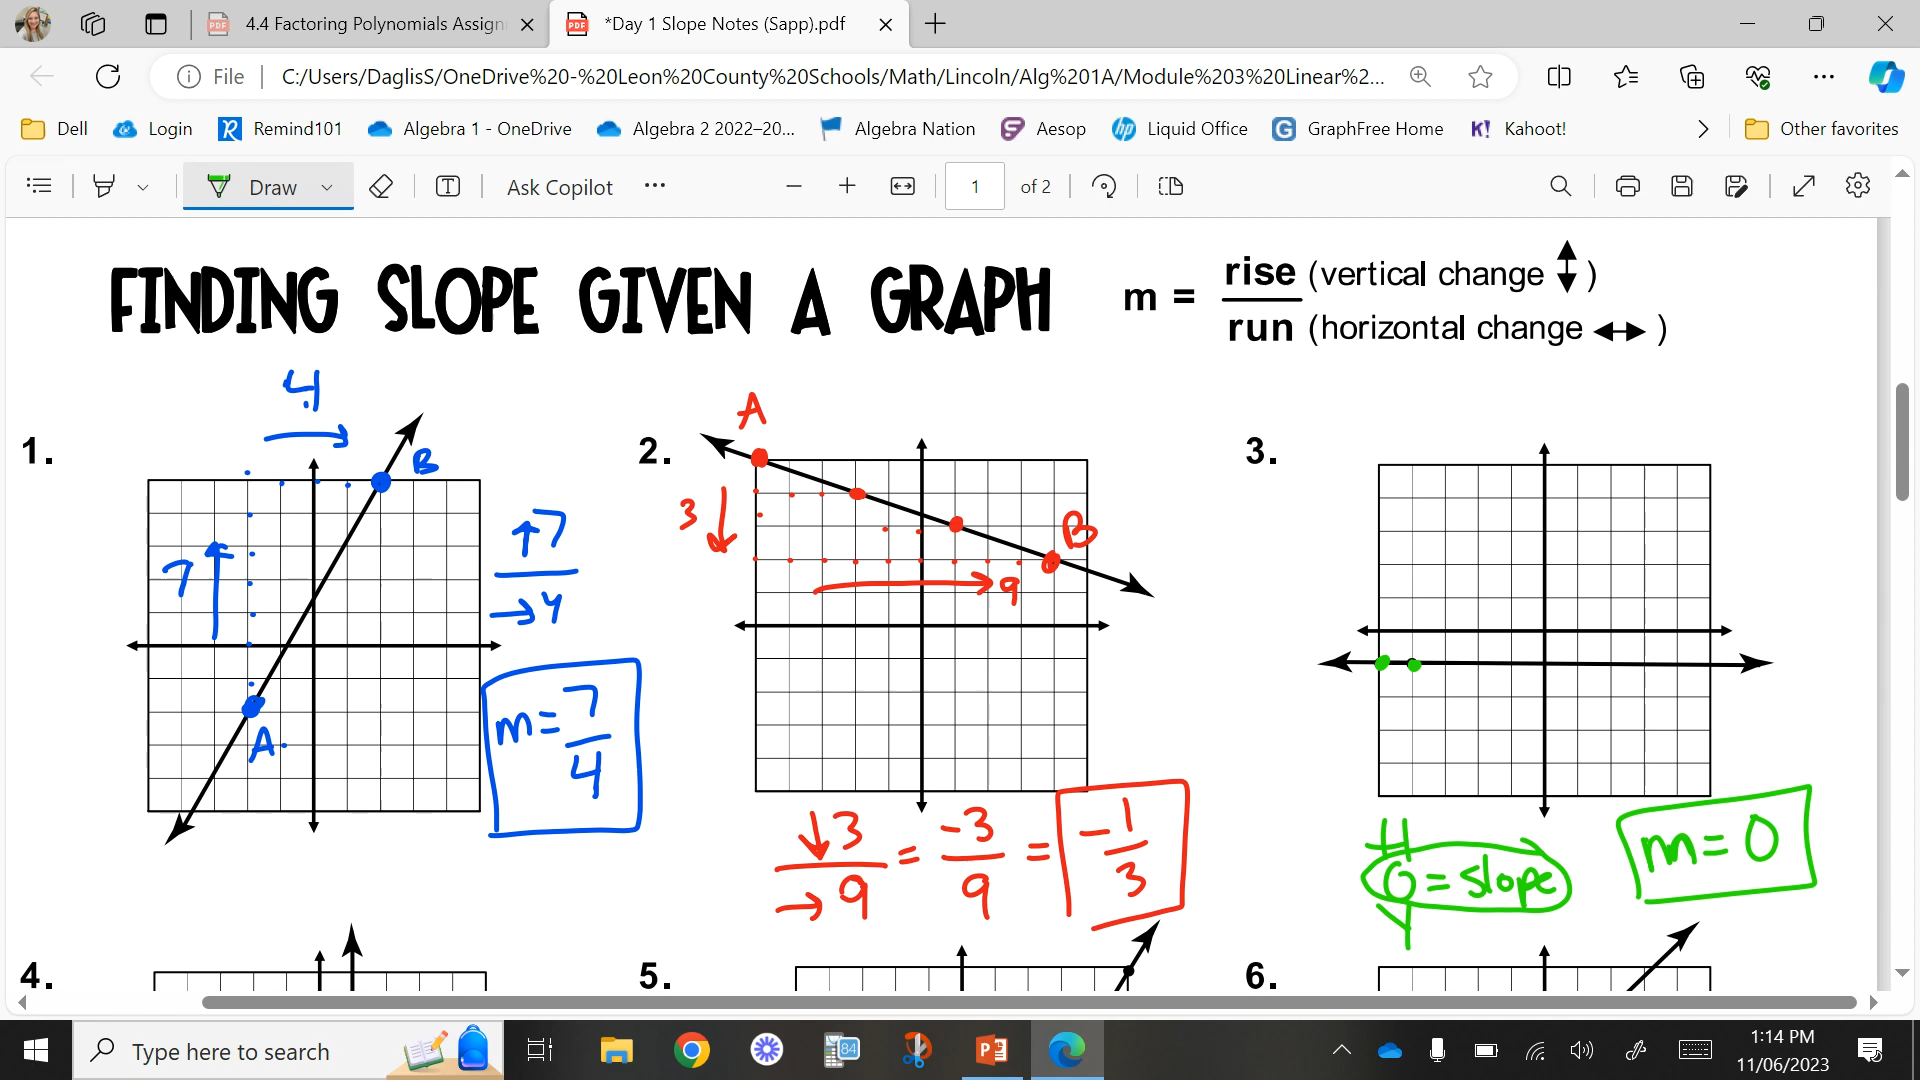 4.4 Factoring Polynomials Assign
*Day 1 Slope Notes (Sapp).pdf
File
C:/Users/DaglisS/OneDrive%20-%20Leon%20County%20Schools/Math/Lincoln/Alg%201A/Module%203%20Linear%2...
Dell
Login
Remind101
Algebra 1 - OneDrive
Algebra 2 2022–20...
Algebra Nation
Aesop
Liquid Office
GraphFree Home
K! Kahoot!
Other favorites
Draw
Ask Copilot
1 of 2
FINDING SLOPE GIVEN A GRAPH
m = rise (vertical change ↕ )
run (horizontal change ↔ )
1.
4
B
7
↑7
→4
A
m = 7
4
2.
A
3 ↓
B
→ 9
↓3 = -3 = -1
→9 9 3
3.
H
O = slope
Y
m = 0
4.
5.
6.
Type here to search
84
1:14 PM
11/06/2023